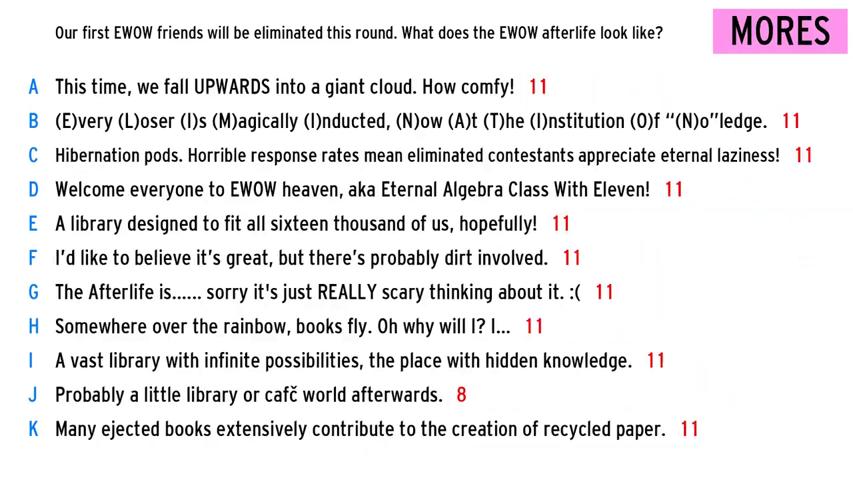 Our first EWOW friends will be eliminated this round. What does the EWOW afterlife look like?
MORES
A This time, we fall UPWARDS into a giant cloud. How comfy! 11
B (E)very (L)oser (I)s (M)agically (I)nducted, (N)ow (A)t (T)he (I)nstitution (O)f “(N)o”ledge. 11
C Hibernation pods. Horrible response rates mean eliminated contestants appreciate eternal laziness! 11
D Welcome everyone to EWOW heaven, aka Eternal Algebra Class With Eleven! 11
E A library designed to fit all sixteen thousand of us, hopefully! 11
F I’d like to believe it’s great, but there’s probably dirt involved. 11
G The Afterlife is...... sorry it's just REALLY scary thinking about it. :( 11
H Somewhere over the rainbow, books fly. Oh why will I? I... 11
I A vast library with infinite possibilities, the place with hidden knowledge. 11
J Probably a little library or cafč world afterwards. 8
K Many ejected books extensively contribute to the creation of recycled paper. 11